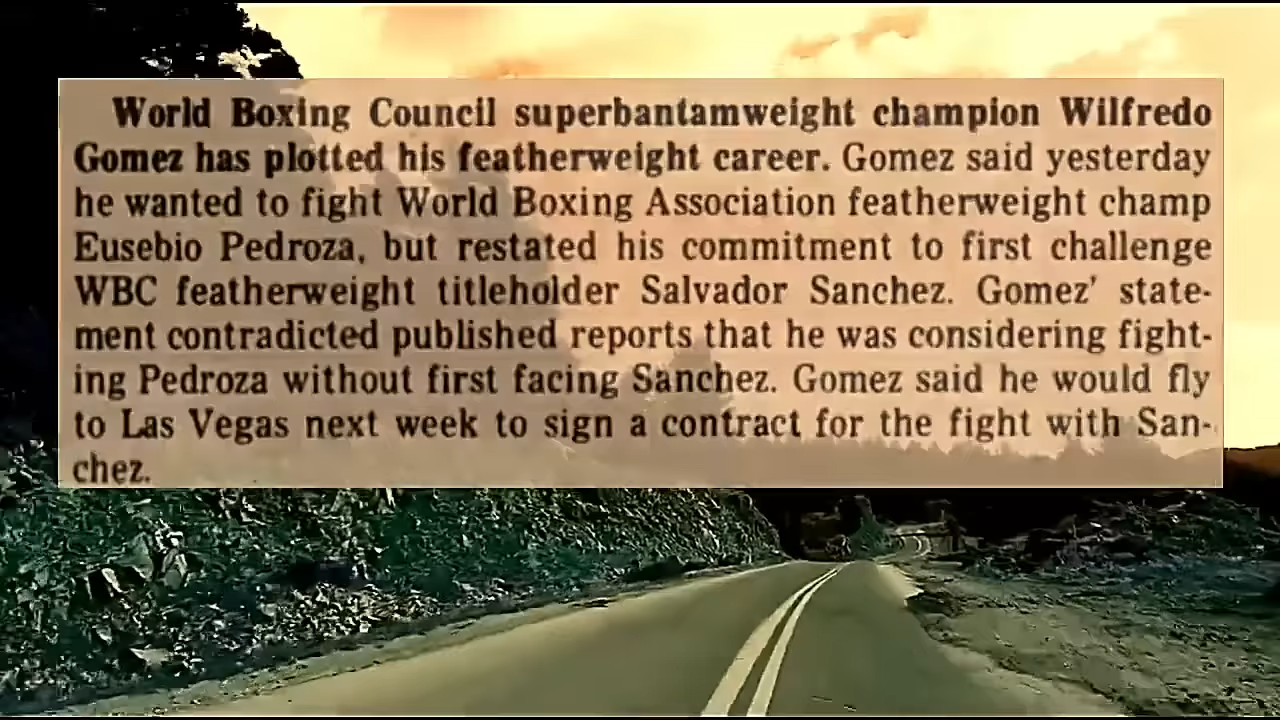 World Boxing Council superbantamweight champion Wilfredo
Gomez has plotted his featherweight career. Gomez said yesterday
he wanted to fight World Boxing Association featherweight champ
Eusebio Pedroza, but restated his commitment to first challenge
WBC featherweight titleholder Salvador Sanchez. Gomez' state-
ment contradicted published reports that he was considering fight-
ing Pedroza without first facing Sanchez. Gomez said he would fly
to Las Vegas next week to sign a contract for the fight with San-
chez.